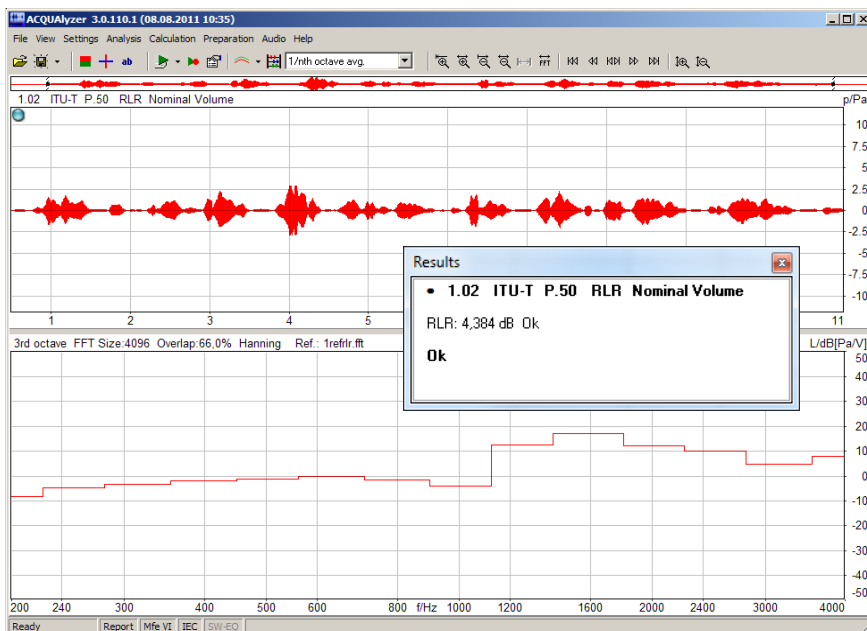 ACQUAlyzer 3.0.110.1 (08.08.2011 10:35)
File View Settings Analysis Calculation Preparation Audio Help
ab 1/nth octave avg. FFT
1.02 ITU-T P.50 RLR Nominal Volume p/Pa
10
7.5
5
2.5
0
-2.5
-5
-7.5
-10
1 2 3 4 5 11
Results
• 1.02 ITU-T P.50 RLR Nominal Volume
RLR: 4,384 dB Ok
Ok
3rd octave FFT Size:4096 Overlap:66,0% Hanning Ref.: 1refrlr.fft L/dB[Pa/V]
50
40
30
20
10
0
-10
-20
-30
-40
-50
200 240 300 400 500 600 800 f/Hz 1000 1200 1600 2000 2400 3000 4000
Ready Report Mfe VI IEC SW-EQ